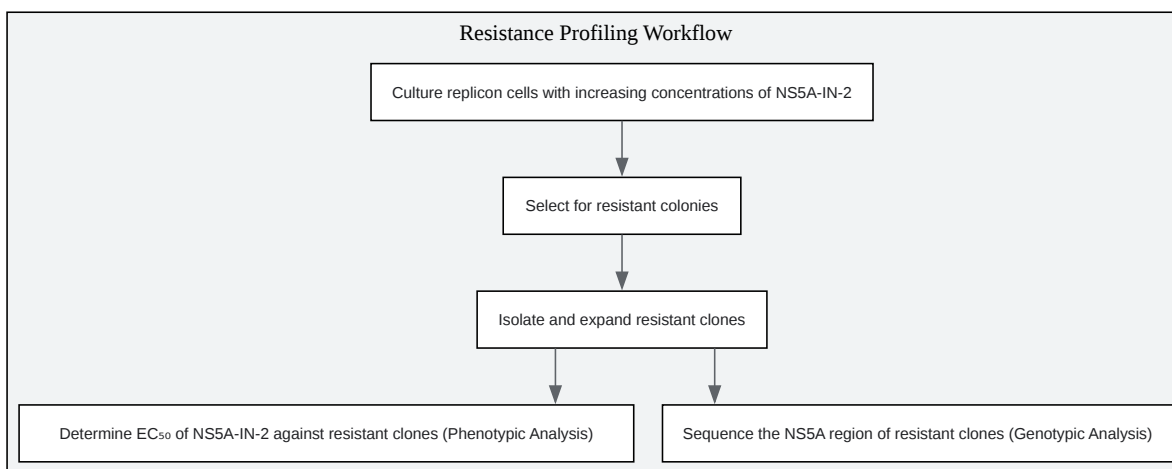 Resistance Profiling Workflow
Culture replicon cells with increasing concentrations of NS5A-IN-2
Select for resistant colonies
Isolate and expand resistant clones
Determine EC₅₀ of NS5A-IN-2 against resistant clones (Phenotypic Analysis)
Sequence the NS5A region of resistant clones (Genotypic Analysis)